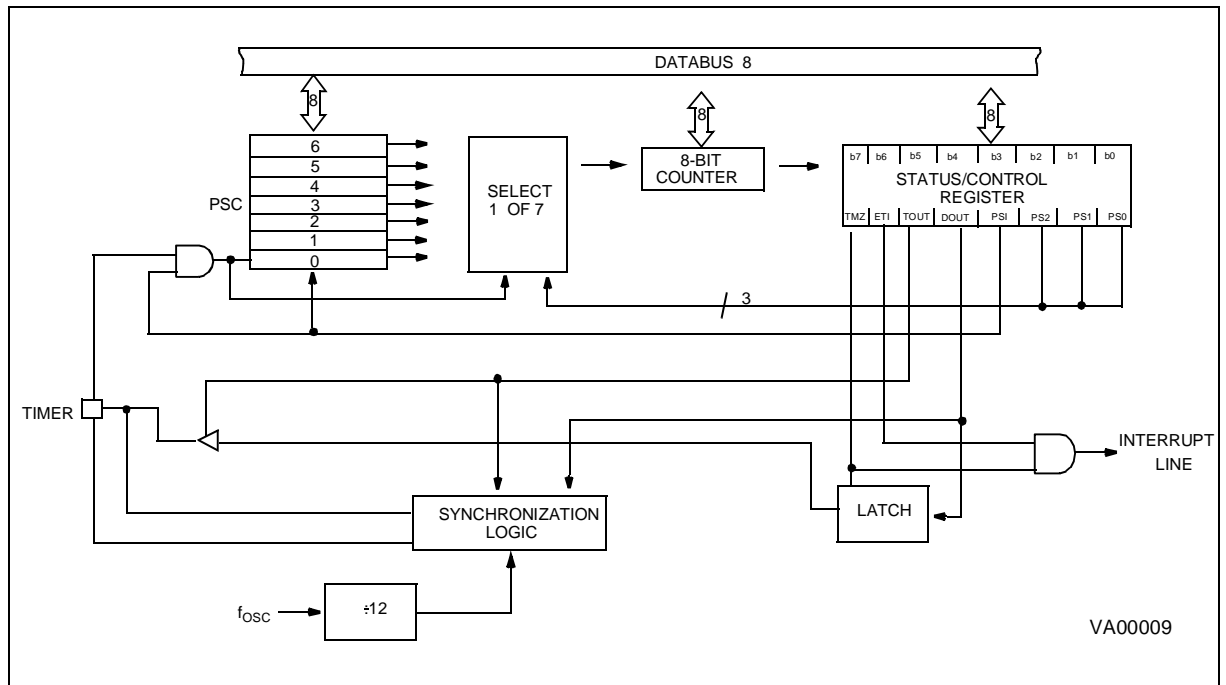 DATABUS 8
8
8
8
6
5
4
3
2
1
0
PSC
SELECT
1 OF 7
8-BIT
COUNTER
b7 b6 b5 b4 b3 b2 b1 b0
STATUS/CONTROL
REGISTER
TMZ ETI TOUT DOUT PSI PS2 PS1 PS0
3
TIMER
INTERRUPT
LINE
SYNCHRONIZATION
LOGIC
LATCH
fOSC
÷12
VA00009